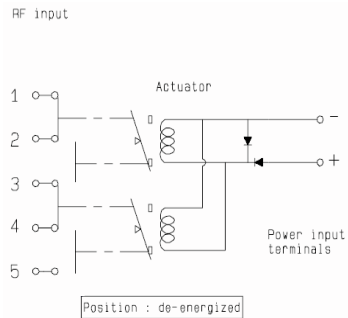 RF input
Actuator
1
2
3
4
5
-
+
Power input
terminals
Position : de-energized